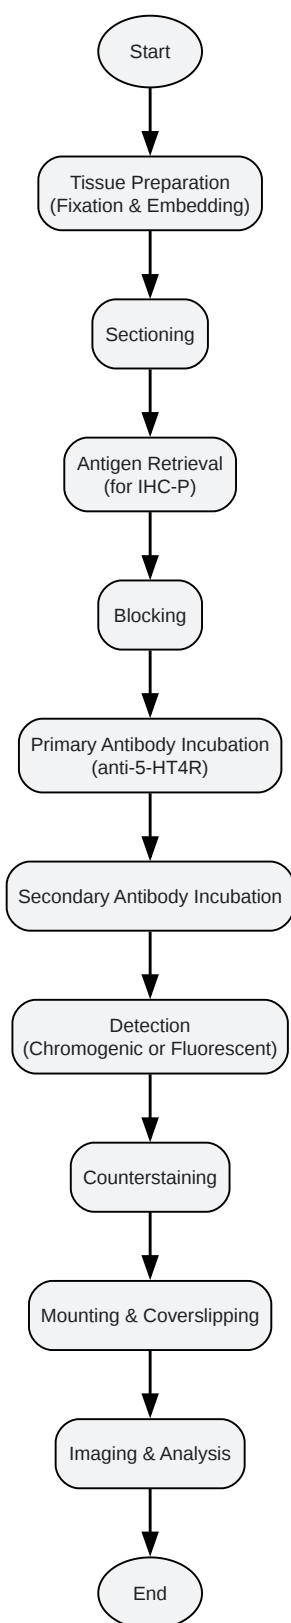 Start
Tissue Preparation
(Fixation & Embedding)
Sectioning
Antigen Retrieval
(for IHC-P)
Blocking
Primary Antibody Incubation
(anti-5-HT4R)
Secondary Antibody Incubation
Detection
(Chromogenic or Fluorescent)
Counterstaining
Mounting & Coverslipping
Imaging & Analysis
End